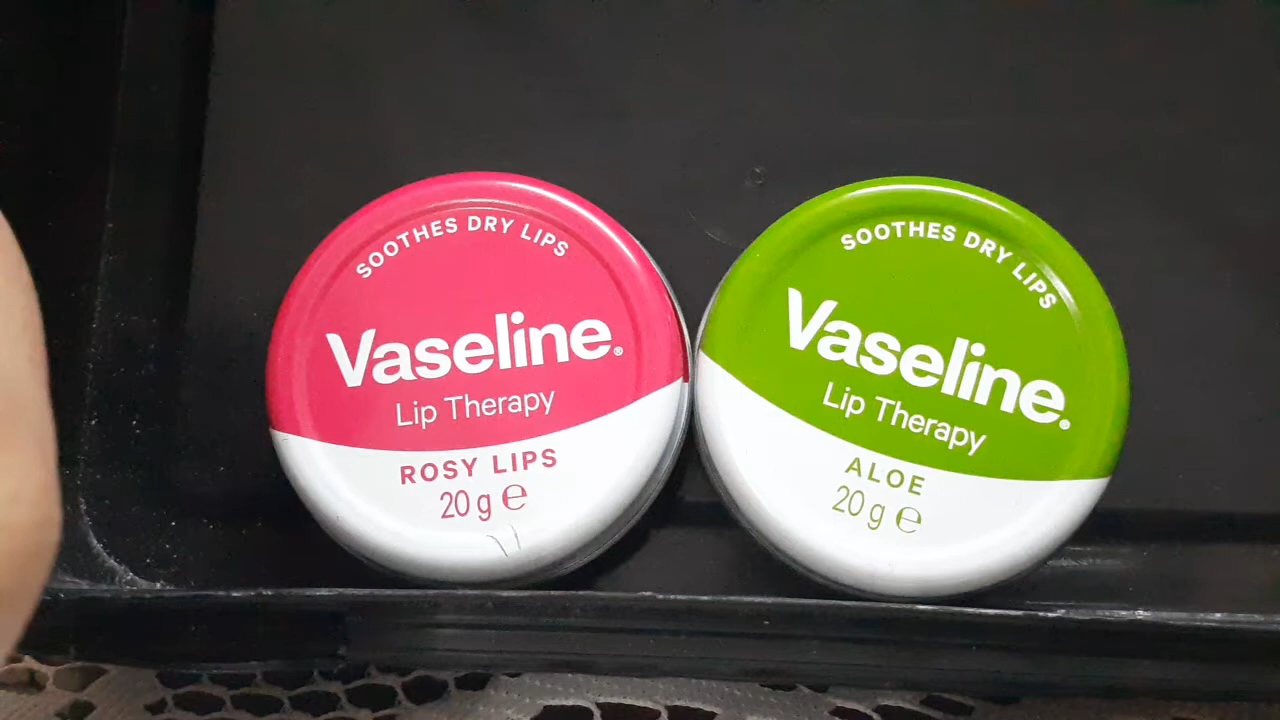 SOOTHES DRY LIPS
Vaseline®
Lip Therapy
ROSY LIPS
20 g ℮
SOOTHES DRY LIPS
Vaseline®
Lip Therapy
ALOE
20 g ℮